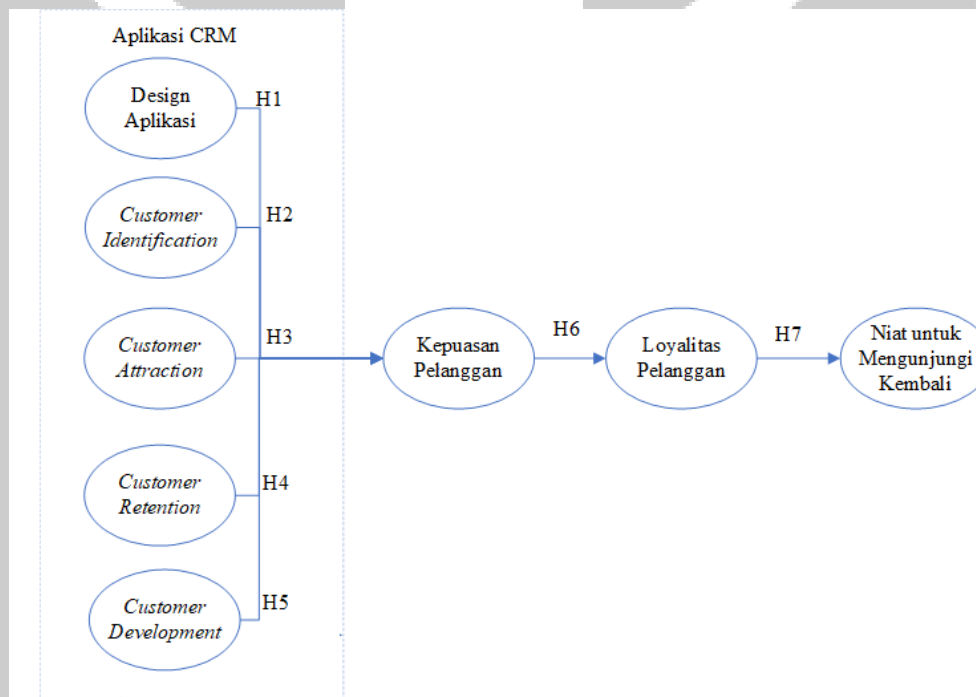 Aplikasi CRM
Design
Aplikasi
H1
Customer
Identification
H2
Customer
Attraction
H3
Kepuasan
Pelanggan
H6
Loyalitas
Pelanggan
H7
Niat untuk
Mengunjungi
Kembali
Customer
Retention
H4
Customer
Development
H5